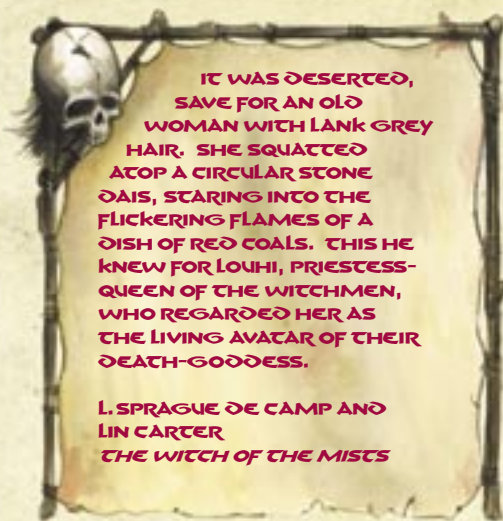 IT WAS DESERTED,
SAVE FOR AN OLD
WOMAN WITH LANK GREY
HAIR. SHE SQUATTED
ATOP A CIRCULAR STONE
DAIS, STARING INTO THE
FLICKERING FLAMES OF A
DISH OF RED COALS. THIS HE
KNEW FOR LOUHI, PRIESTESS-
QUEEN OF THE WITCHMEN,
WHO REGARDED HER AS
THE LIVING AVATAR OF THEIR
DEATH-GODDESS.
L. SPRAGUE DE CAMP AND
LIN CARTER
THE WITCH OF THE MISTS